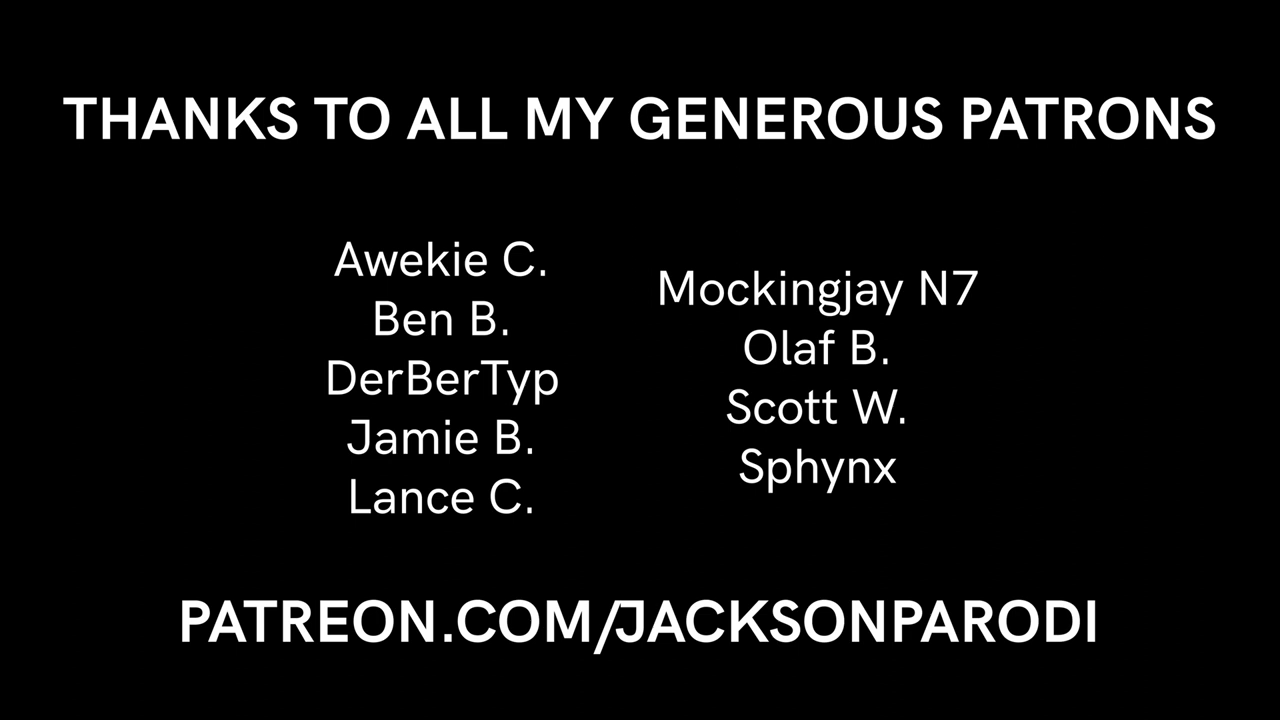 THANKS TO ALL MY GENEROUS PATRONS
Awekie C.
Ben B.
DerBerTyp
Jamie B.
Lance C.
Mockingjay N7
Olaf B.
Scott W.
Sphynx
PATREON.COM/JACKSONPARODI